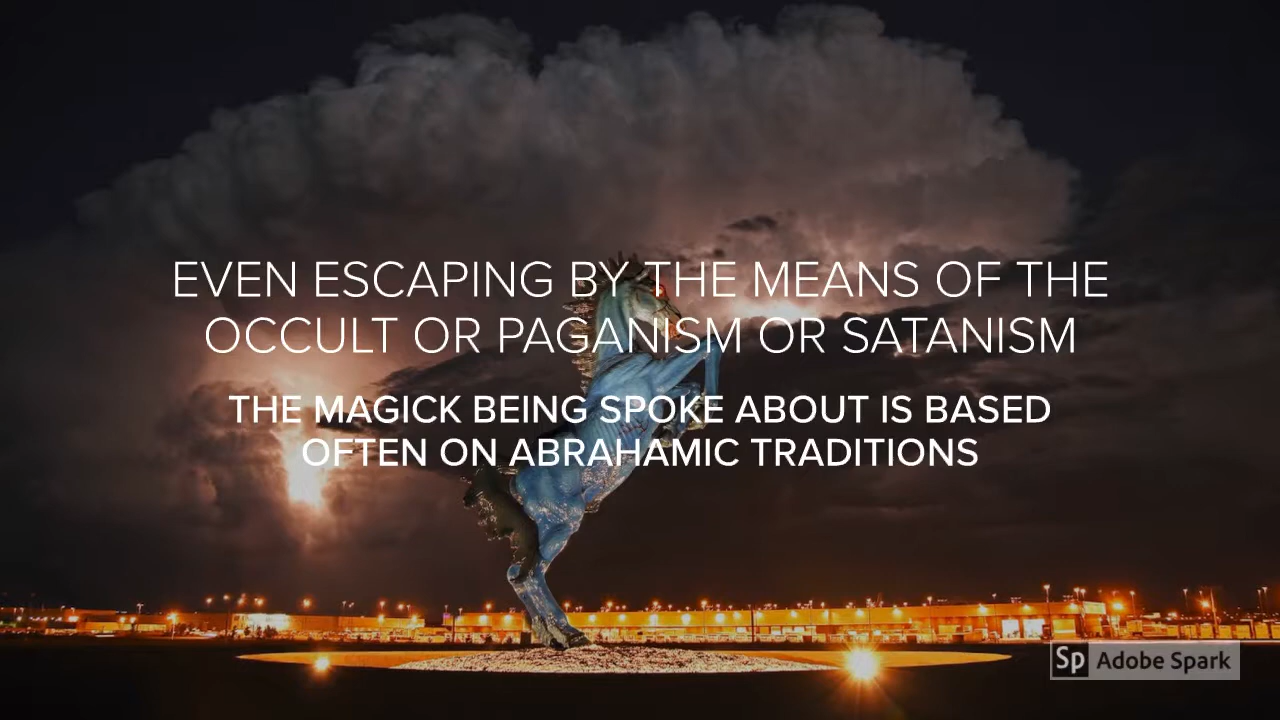 EVEN ESCAPING BY THE MEANS OF THE
OCCULT OR PAGANISM OR SATANISM
THE MAGICK BEING SPOKE ABOUT IS BASED
OFTEN ON ABRAHAMIC TRADITIONS
Sp Adobe Spark